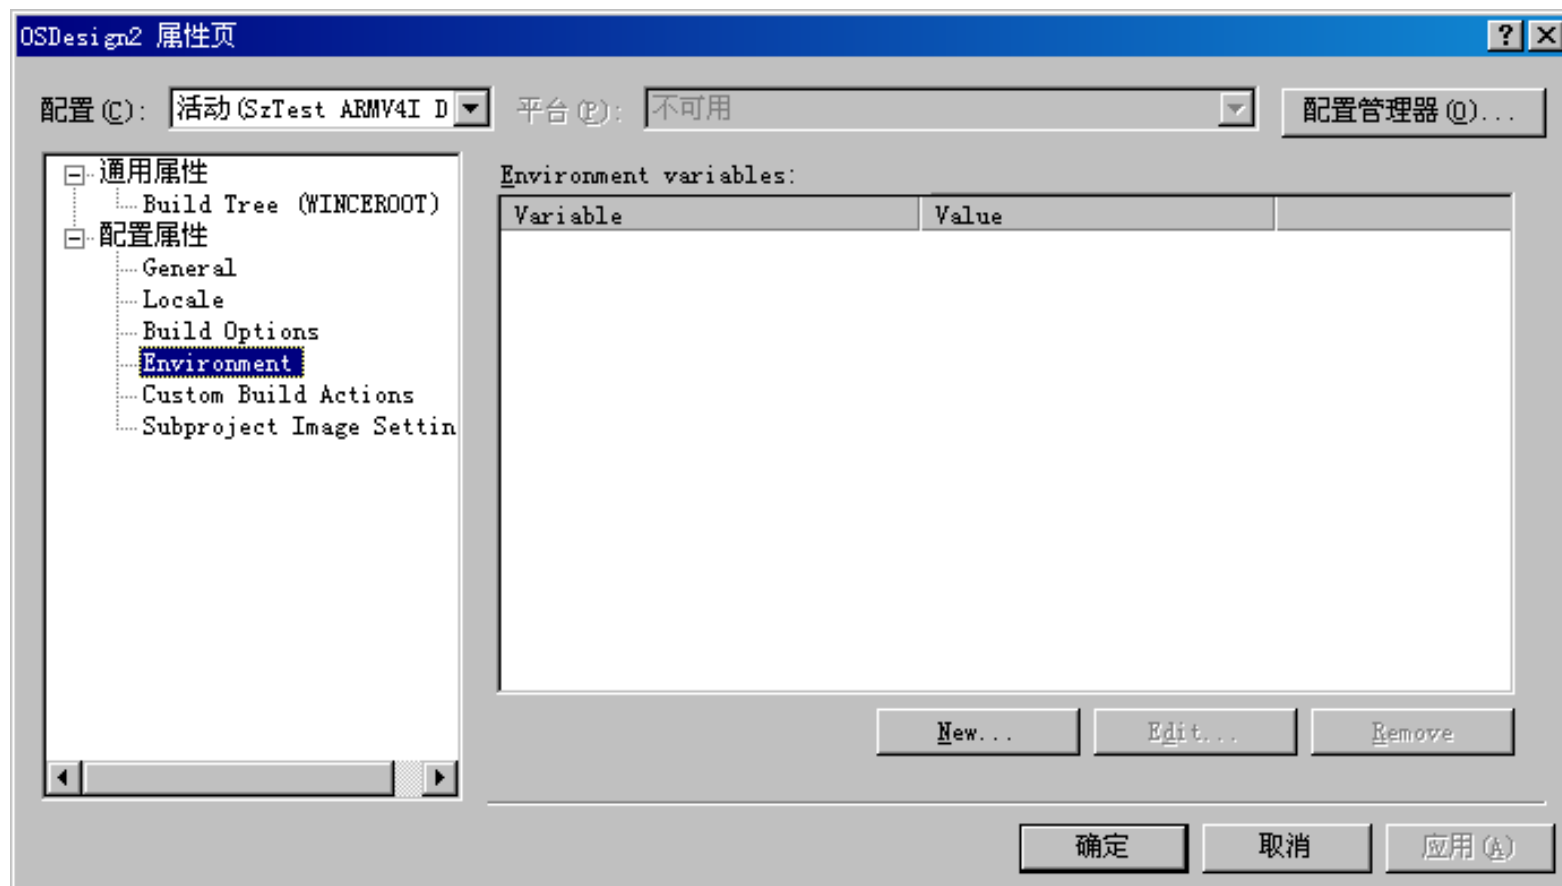 OSDesign2 属性页
配置(C): 活动(SzTest ARMV4I D 平台(P): 不可用 配置管理器(O)...
通用属性
Build Tree (WINCEROOT)
配置属性
General
Locale
Build Options
Environment
Custom Build Actions
Subproject Image Settin
Environment variables:
Variable Value
New... Edit... Remove
确定 取消 应用(A)